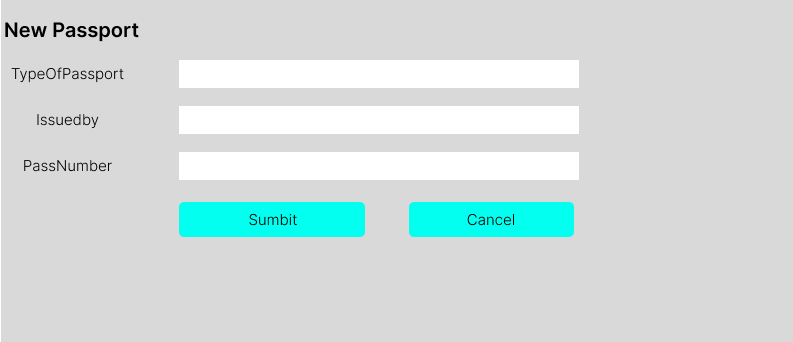 New Passport
TypeOfPassport
Issuedby
PassNumber
Sumbit Cancel